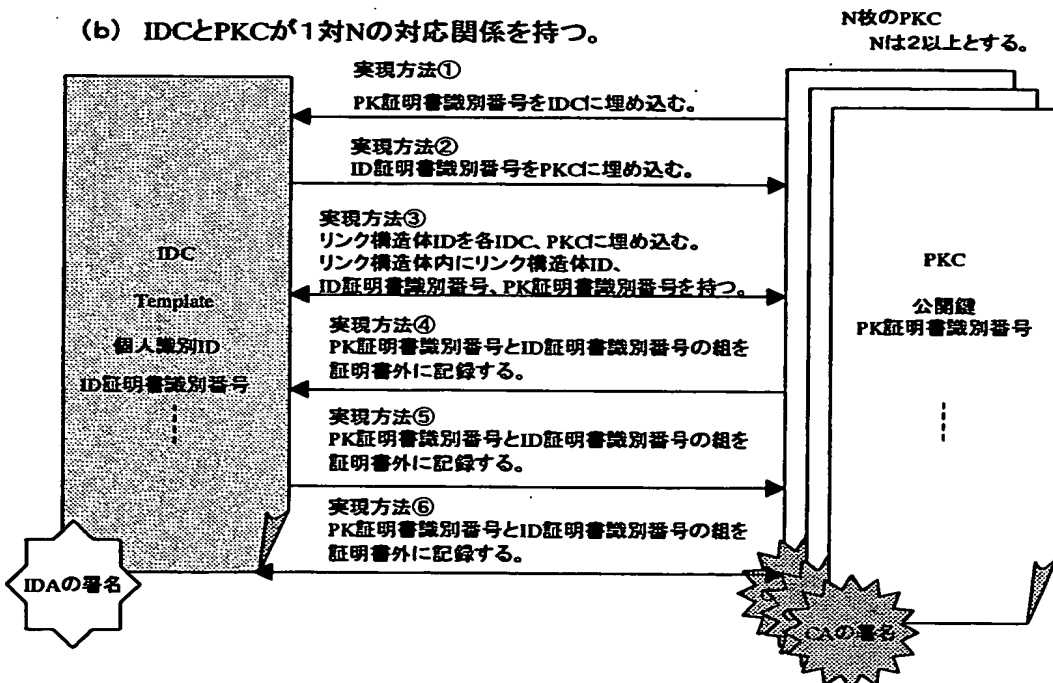 (b) IDCとPKCが1対Nの対応関係を持つ。
N枚のPKC
Nは2以上とする。
実現方法①
PK証明書識別番号をIDCに埋め込む。
実現方法②
ID証明書識別番号をPKCに埋め込む。
実現方法③
リンク構造体IDを各IDC、PKCに埋め込む。
リンク構造体内にリンク構造体ID、
ID証明書識別番号、PK証明書識別番号を持つ。
実現方法④
PK証明書識別番号とID証明書識別番号の組を
証明書外に記録する。
実現方法⑤
PK証明書識別番号とID証明書識別番号の組を
証明書外に記録する。
実現方法⑥
PK証明書識別番号とID証明書識別番号の組を
証明書外に記録する。
IDC
Template
個人識別ID
ID証明書識別番号
IDAの署名
PKC
公開鍵
PK証明書識別番号
CAの署名